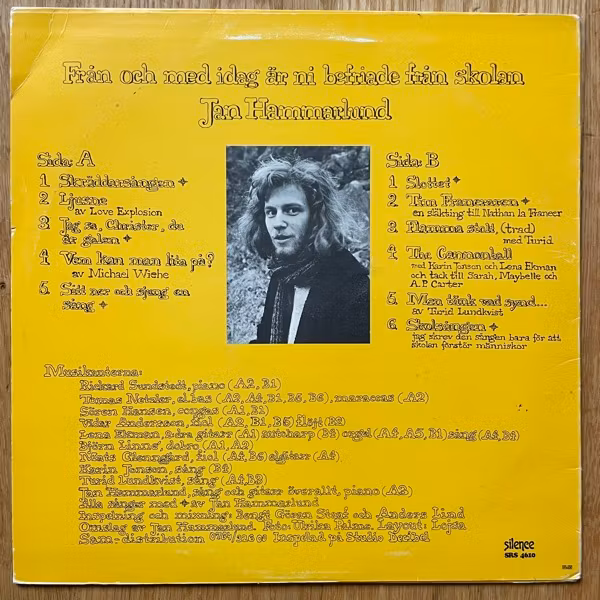 Från och med idag är ni befriade från skolan
Jan Hammarlund
Sida: A
1 Skräddarsången ✦
2 Ljusne
av Love Explosion
3 Jag sa, Christer, du
är galen ✦
4 Vem kan man lita på?
av Michael Wiehe
5 Sitt ner och sjung en
sång ✦
Sida: B
1 Slottet ✦
2 Tim Franceren ✦
en släkting till Nathan la Franeer
3 Hamma stolt, (trad)
med Turid
4 The Cannonball
med Karin Jonson och Lena Ekman
och tack till Sarah, Maybelle och
A.P. Carter
5 Men tänk vad synd....
av Turid Lundkvist
6 Skolsången ✦
jag skrev den sången bara för att
skolan förstör människor
Musikanterna:
Rickard Sundstedt, piano (A2, B1)
Tomas Netzler, el.bas (A2, A4, B1, B5, B6), maraccas (A2)
Sören Hansen, congas (A1, B1)
Vidar Andersson, fiol (A2, B1, B5) flöjt (B2)
Lena Ekman, andra gitarr (A1) autoharp (B3) orgel (A4, A5, B1) sång (A2, B4)
Björn Linné, dobro (A1, A2)
Mats Glenngård, fiol (A4, B6) elgitarr (A4)
Karin Jonson, sång (B4)
Turid Lundkvist, sång (A4, B3)
Jan Hammarlund, sång och gitarr överallt, piano (A3)
Alla sånger med ✦ av Jan Hammarlund
Inspelning och mixning: Bengt Göran Staaf och Anders Lind
Omslag av Jan Hammarlund. Foto: Ulrika Palme. Layout: Lojsa
Sam-distribution Inspelad på Studio Decibel
silence
SRS 4610